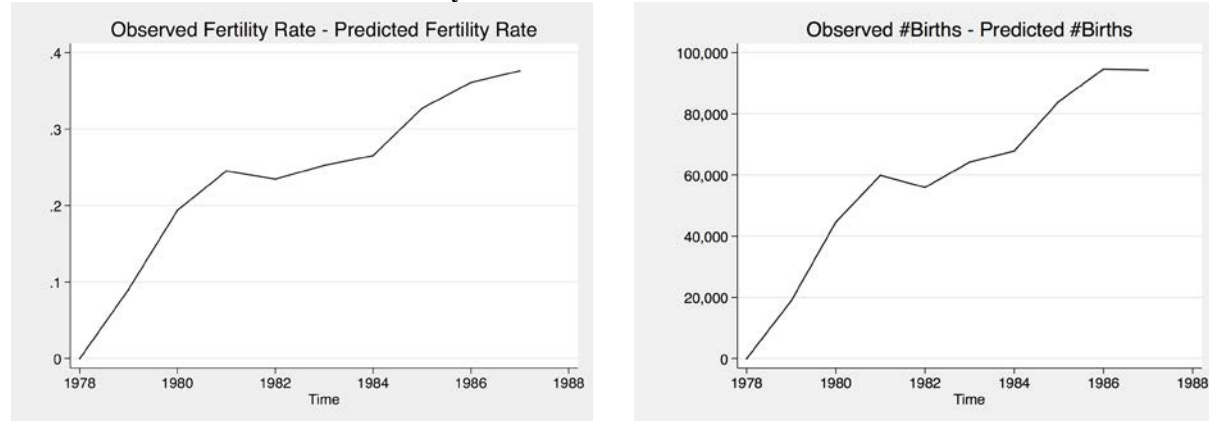 Observed Fertility Rate - Predicted Fertility Rate
.4
.3
.2
.1
0
1978 1980 1982 1984 1986 1988
Time
Observed #Births - Predicted #Births
100,000
80,000
60,000
40,000
20,000
0
1978 1980 1982 1984 1986 1988
Time